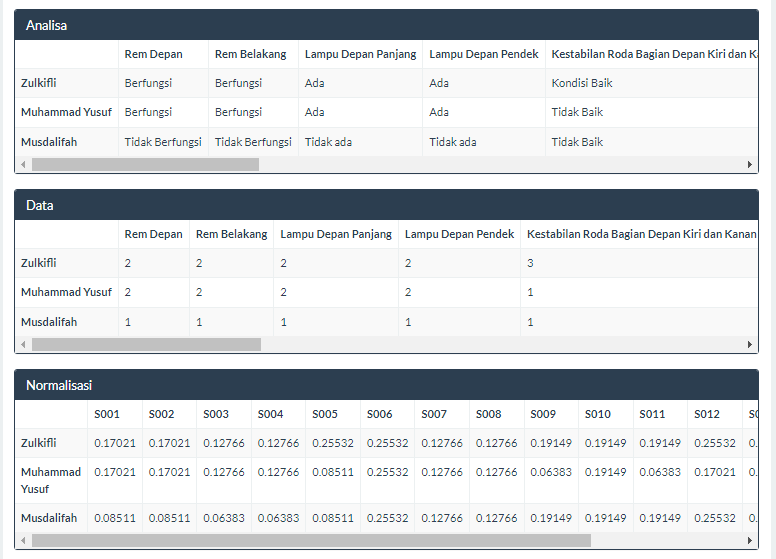 Analisa
Rem Depan Rem Belakang Lampu Depan Panjang Lampu Depan Pendek Kestabilan Roda Bagian Depan Kiri dan K
Zulkifli Berfungsi Berfungsi Ada Ada Kondisi Baik
Muhammad Yusuf Berfungsi Berfungsi Ada Ada Tidak Baik
Musdalifah Tidak Berfungsi Tidak Berfungsi Tidak ada Tidak ada Tidak Baik
Data
Rem Depan Rem Belakang Lampu Depan Panjang Lampu Depan Pendek Kestabilan Roda Bagian Depan Kiri dan Kanan
Zulkifli 2 2 2 2 3
Muhammad Yusuf 2 2 2 2 1
Musdalifah 1 1 1 1 1
Normalisasi
S001 S002 S003 S004 S005 S006 S007 S008 S009 S010 S011 S012 S
Zulkifli 0.17021 0.17021 0.12766 0.12766 0.25532 0.25532 0.12766 0.12766 0.19149 0.19149 0.19149 0.25532 0.
Muhammad Yusuf 0.17021 0.17021 0.12766 0.12766 0.08511 0.25532 0.12766 0.12766 0.06383 0.19149 0.06383 0.17021 0.
Musdalifah 0.08511 0.08511 0.06383 0.06383 0.08511 0.25532 0.12766 0.12766 0.19149 0.19149 0.19149 0.25532 0.